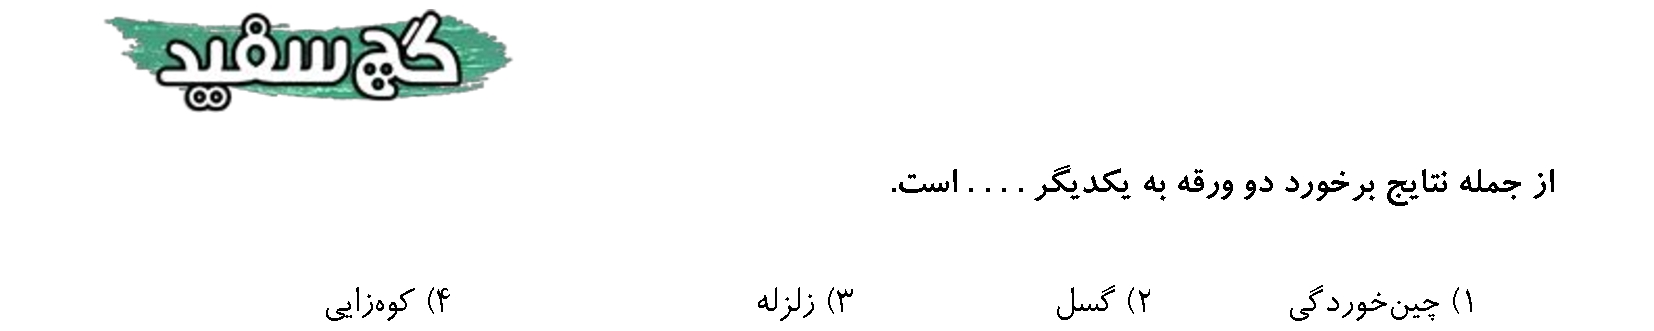 گچ سفید
از جمله نتایج برخورد دو ورقه به یکدیگر .... است.
۱) چین‌خوردگی ۲) گسل ۳) زلزله ۴) کوه‌زایی